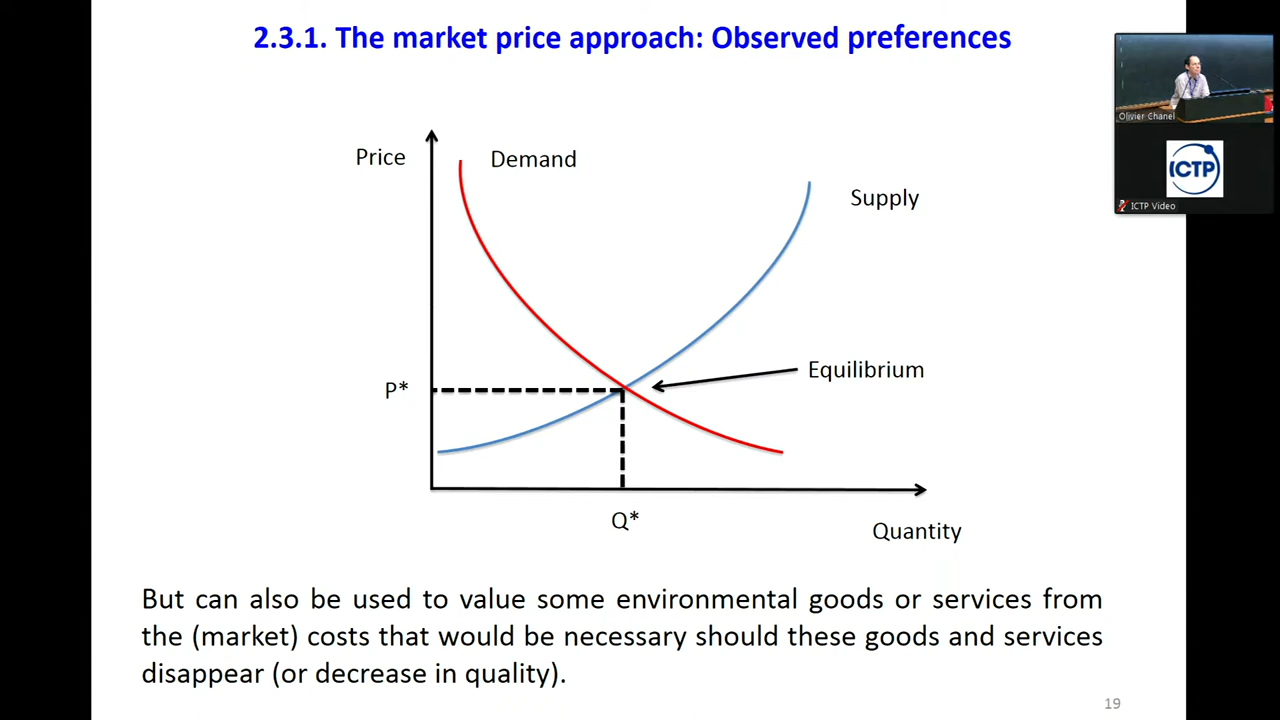 2.3.1. The market price approach: Observed preferences
Olivier Chanel
ICTP
ICTP Video
Price
Demand
Supply
Equilibrium
P*
Q*
Quantity
But can also be used to value some environmental goods or services from
the (market) costs that would be necessary should these goods and services
disappear (or decrease in quality).
19